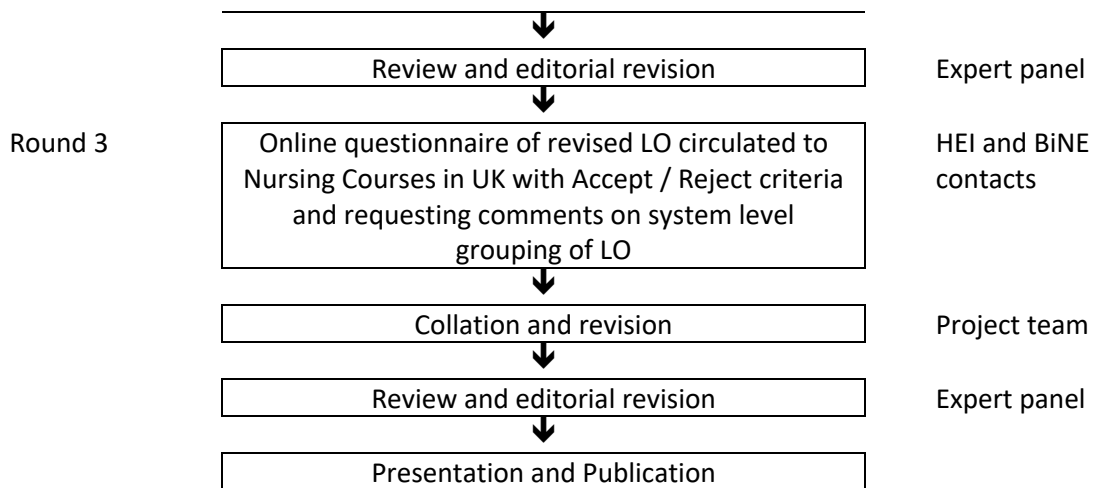 Review and editorial revision Expert panel
Round 3 Online questionnaire of revised LO circulated to HEI and BiNE
Nursing Courses in UK with Accept / Reject criteria contacts
and requesting comments on system level
grouping of LO
Collation and revision Project team
Review and editorial revision Expert panel
Presentation and Publication